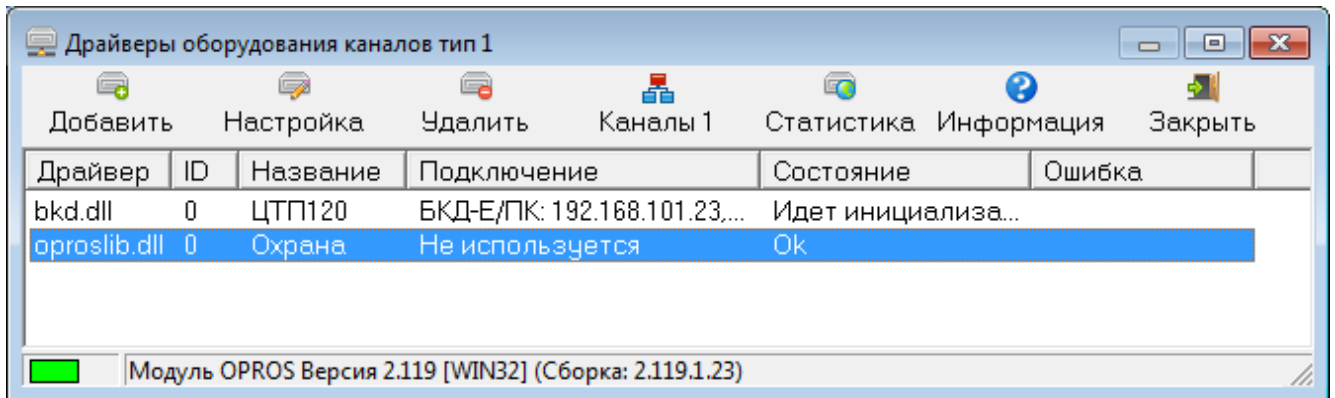 Драйверы оборудования каналов тип 1
Добавить Настройка Удалить Каналы 1 Статистика Информация Закрыть
Драйвер ID Название Подключение Состояние Ошибка
bkd.dll 0 ЦТП120 БКД-Е/ПК: 192.168.101.23,... Идет инициализа...
oproslib.dll 0 Охрана Не используется Ok
Модуль OPROS Версия 2.119 [WIN32] (Сборка: 2.119.1.23)